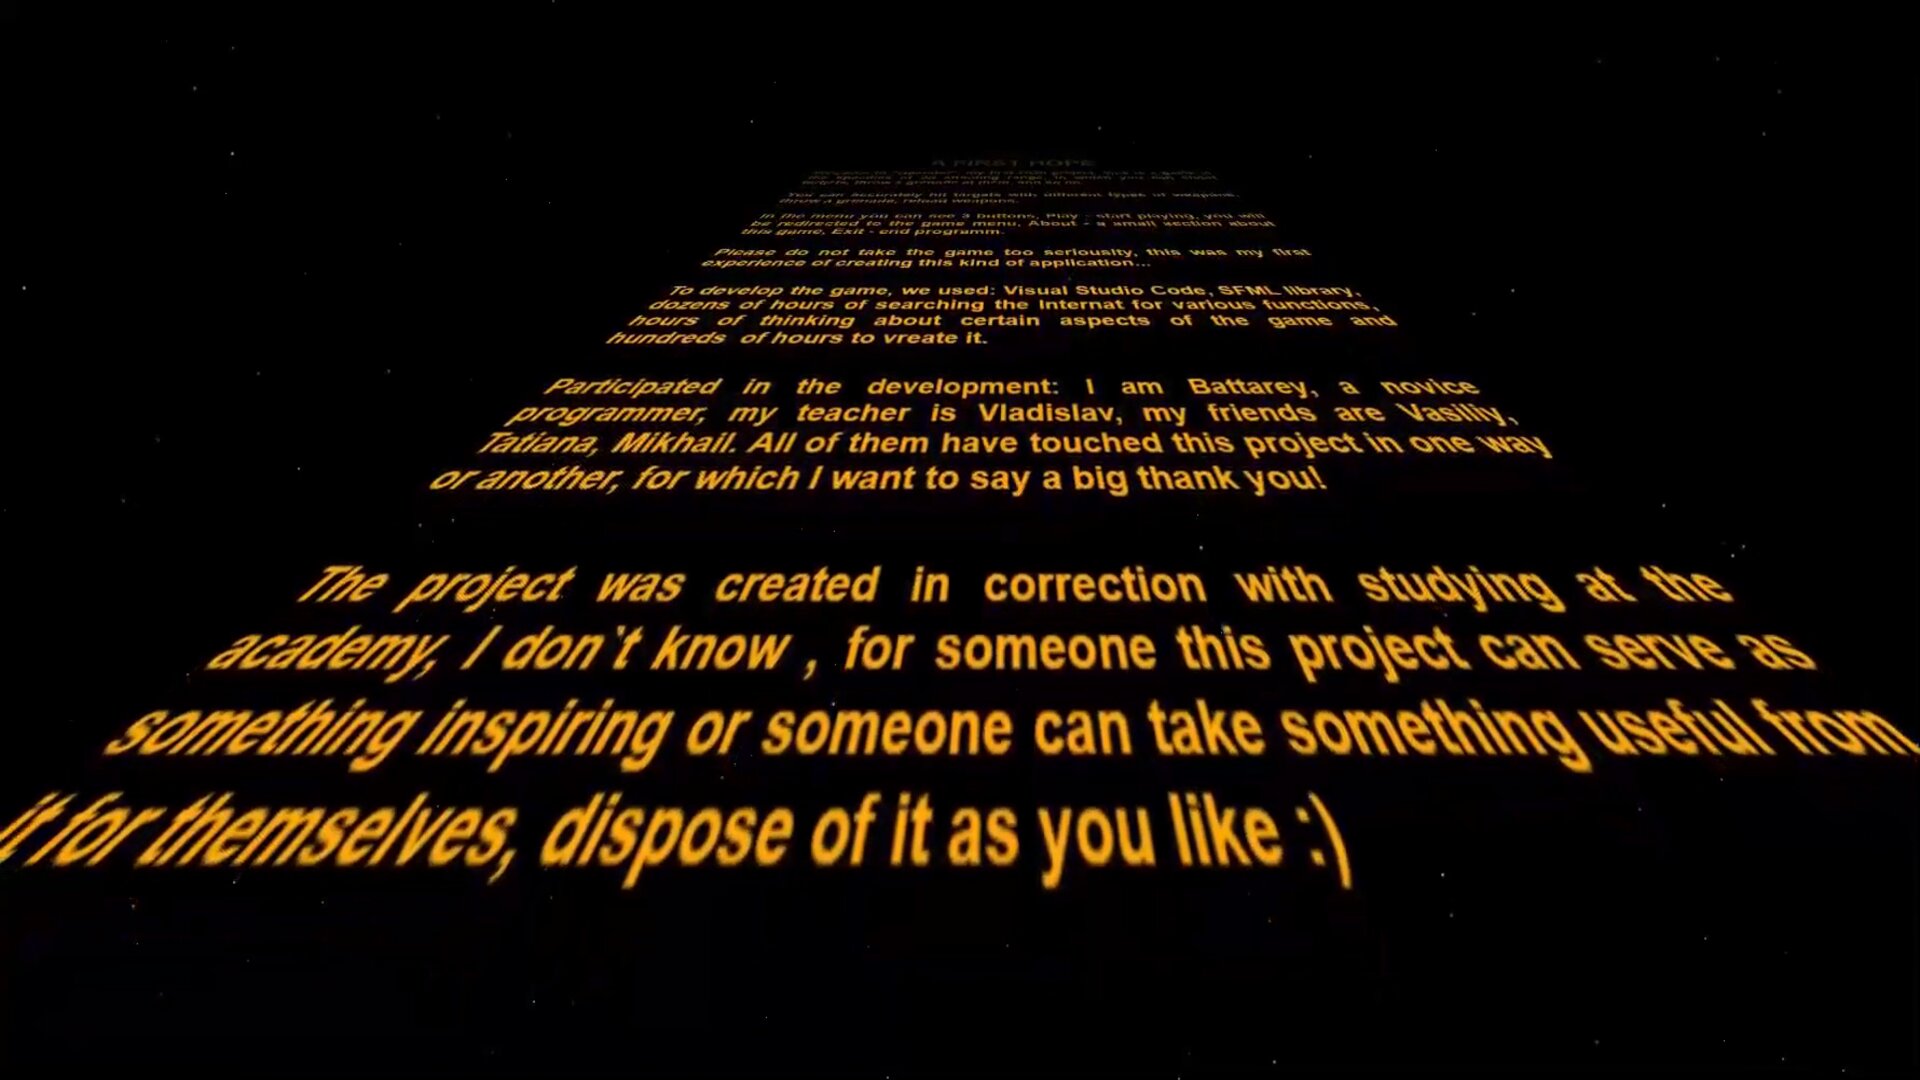 A FIRST HOPE
You can accurately hit targets with different types of weapons,
throw a grenade, reload weapons.
In the menu you can see 3 buttons, Play - start playing, you will
be redirected to the game menu, About - a small section about
this game, Exit - end programm.
Please do not take the game too seriousity, this was my first
experience of creating this kind of application...
To develop the game, we used: Visual Studio Code, SFML library,
dozens of hours of searching the Internat for various functions,
hours of thinking about certain aspects of the game and
hundreds of hours to vreate it.
Participated in the development: I am Battarey, a novice
programmer, my teacher is Vladislav, my friends are Vasiliy,
Tatiana, Mikhail. All of them have touched this project in one way
or another, for which I want to say a big thank you!
The project was created in correction with studying at the
academy, I don't know , for someone this project can serve as
something inspiring or someone can take something useful from
it for themselves, dispose of it as you like :)